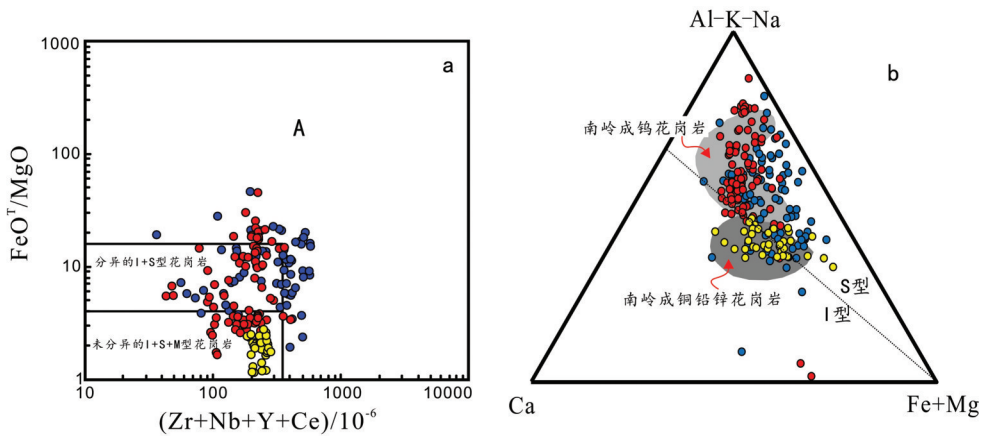 a
1000
100
10
1
FeOᵀ/MgO
A
分异的I+S型花岗岩
未分异的I+S+M型花岗岩
10
100
1000
10000
(Zr+Nb+Y+Ce)/10⁻⁶
Al-K-Na
b
南岭成钨花岗岩
南岭成铜铅锌花岗岩
S型
I型
Ca
Fe+Mg